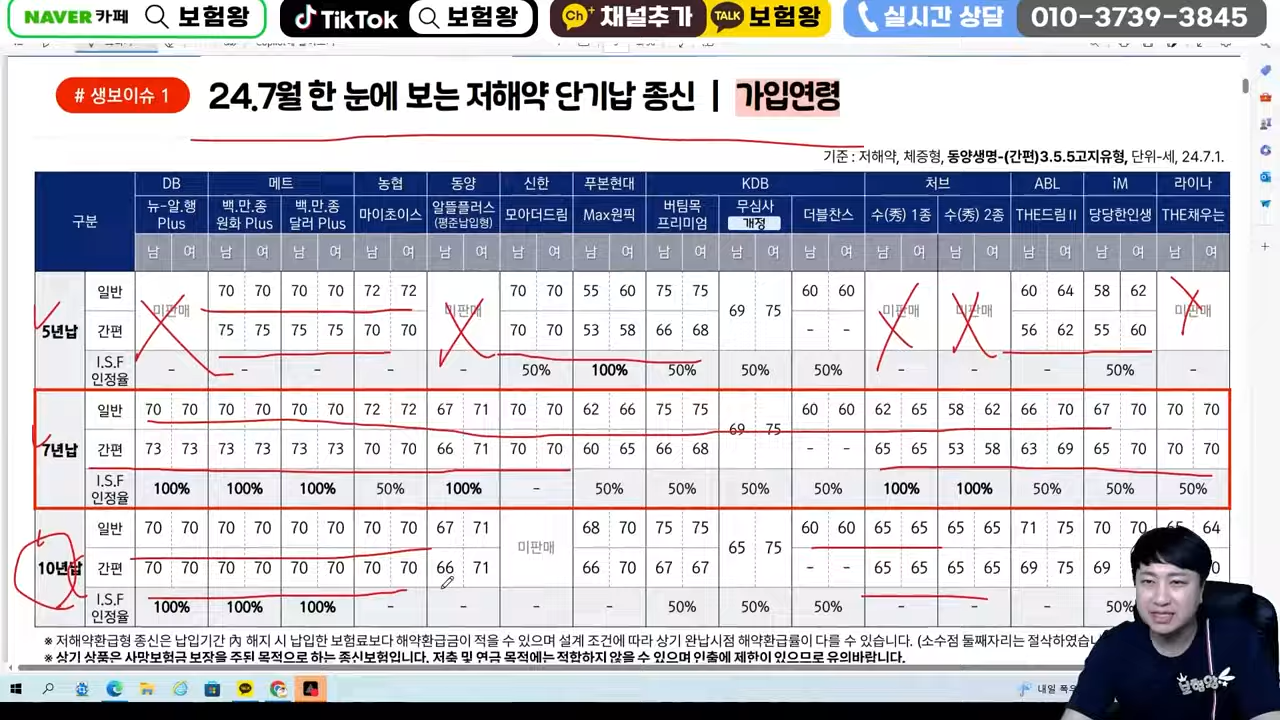 NAVER 카페 보험왕 TikTok 보험왕 Ch+ 채널추가 TALK 보험왕 실시간 상담 010-3739-3845
# 생보이슈 1 24.7월 한 눈에 보는 저해약 단기납 종신 | 가입연령
기준 : 저해약, 체증형, 동양생명-(간편)3.5.5고지유형, 단위-세, 24.7.1.
구분 DB 메트 농협 동양 신한 푸본현대 KDB 처브 ABL iM 라이나
뉴-알.행 Plus 백.만.종 원화 Plus 백.만.종 달러 Plus 마이초이스 알뜰플러스 (평준납입형) 모아더드림 Max원픽 버팀목 프리미엄 무심사 개정 더블찬스 수(秀) 1종 수(秀) 2종 THE드림Ⅱ 당당한인생 THE채우는
남 여 남 여 남 여 남 여 남 여 남 여 남 여 남 여 남 여 남 여 남 여 남 여 남 여 남 여 남 여
5년납 일반 미판매 70 70 70 70 72 72 미판매 70 70 55 60 75 75 69 75 60 60 미판매 미판매 60 64 58 62 미판매
간편 75 75 75 75 70 70 70 70 53 58 66 68 - - 56 62 55 60
I.S.F 인정율 - - - - - 50% 100% 50% 50% 50% - - - 50% -
7년납 일반 70 70 70 70 70 70 72 72 67 71 70 70 62 66 75 75 69 75 60 60 62 65 58 62 66 70 67 70 70 70
간편 73 73 73 73 73 73 70 70 66 71 70 70 60 65 66 68 - - 65 65 53 58 63 69 65 70 70 70
I.S.F 인정율 100% 100% 100% 50% 100% - 50% 50% 50% 50% 100% 100% 50% 50% 50%
10년납 일반 70 70 70 70 70 70 70 70 67 71 미판매 68 70 75 75 65 75 60 60 65 65 65 65 71 75 70 70 65 64
간편 70 70 70 70 70 70 70 70 66 71 66 70 67 67 - - 65 65 65 65 69 75 69
I.S.F 인정율 100% 100% 100% - - - 50% 50% 50% - - - 50%
※ 저해약환급형 종신은 납입기간 內 해지 시 납입한 보험료보다 해약환급금이 적을 수 있으며 설계 조건에 따라 상기 완납시점 해약환급률이 다를 수 있습니다. (소수점 둘째자리는 절삭하였습
※ 상기 상품은 사망보험금 보장을 주된 목적으로 하는 종신보험입니다. 저축 및 연금 목적에는 적합하지 않을 수 있으며 인출에 제한이 있으므로 유의바랍니다.
보험왕
내일 폭우